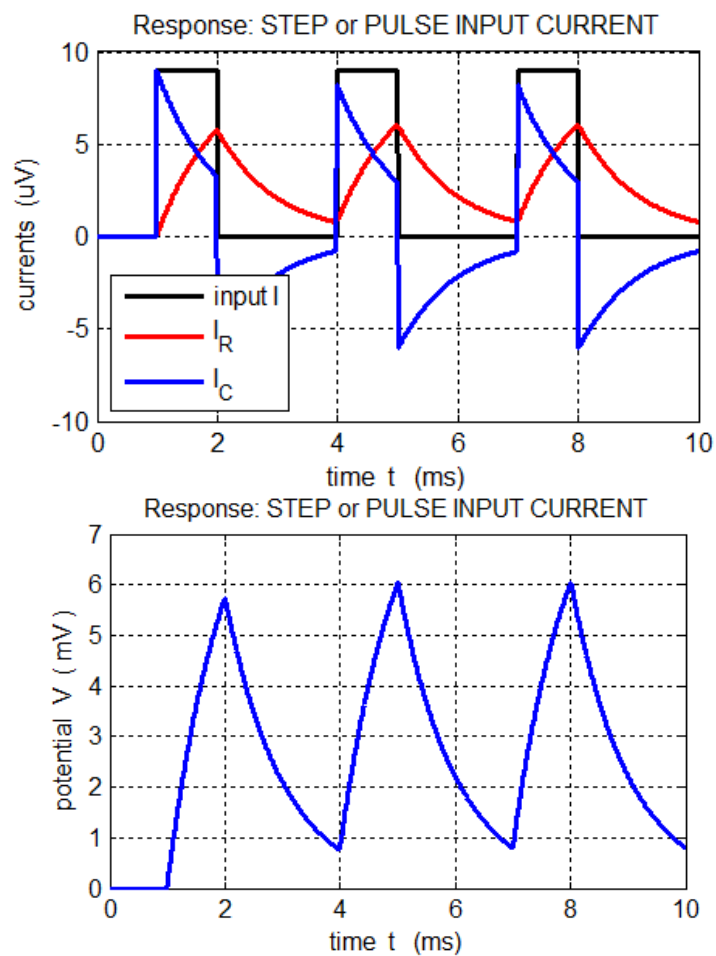 Response: STEP or PULSE INPUT CURRENT
10
5
0
-5
-10
currents (uV)
input I
I_R
I_C
0 2 4 6 8 10
time t (ms)
Response: STEP or PULSE INPUT CURRENT
7
6
5
4
3
2
1
0
potential V ( mV )
0 2 4 6 8 10
time t (ms)